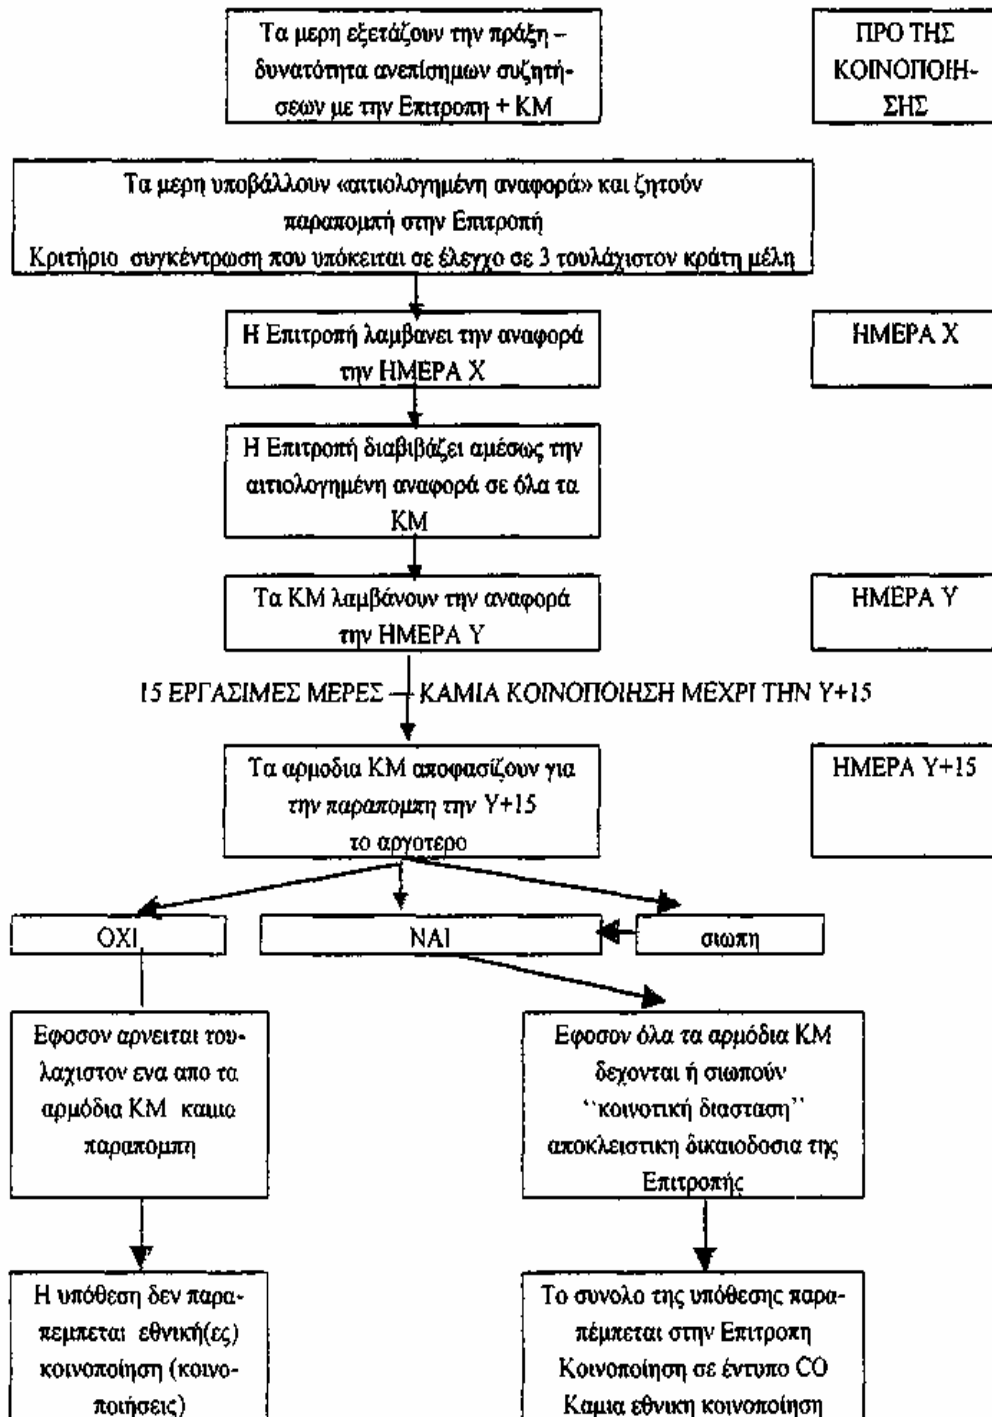 Τα μερη εξετάζουν την πράξη –
δυνατότητα ανεπίσημων συζητή-
σεων με την Επιτροπη + ΚΜ
ΠΡΟ ΤΗΣ
ΚΟΙΝΟΠΟΙΗ-
ΣΗΣ
Τα μερη υποβάλλουν «αιτιολογημένη αναφορά» και ζητούν
παραπομπή στην Επιτροπή
Κριτήριο συγκέντρωση που υπόκειται σε έλεγχο σε 3 τουλάχιστον κράτη μέλη
Η Επιτροπή λαμβανει την αναφορά
την ΗΜΕΡΑ Χ
ΗΜΕΡΑ Χ
Η Επιτροπή διαβιβάζει αμέσως την
αιτιολογημένη αναφορά σε όλα τα
ΚΜ
Τα ΚΜ λαμβάνουν την αναφορά
την ΗΜΕΡΑ Υ
ΗΜΕΡΑ Υ
15 ΕΡΓΑΣΙΜΕΣ ΜΕΡΕΣ – ΚΑΜΙΑ ΚΟΙΝΟΠΟΙΗΣΗ ΜΕΧΡΙ ΤΗΝ Υ+15
Τα αρμοδια ΚΜ αποφασίζουν για
την παραπομπη την Υ+15
το αργοτερο
ΗΜΕΡΑ Υ+15
ΟΧΙ
ΝΑΙ
σιωπη
Εφοσον αρνειται του-
λαχιστον ενα απο τα
αρμόδια ΚΜ καμια
παραπομπη
Εφοσον όλα τα αρμόδια ΚΜ
δεχονται ή σιωπούν
“κοινοτική διασταση”
αποκλειστικη δικαιοδοσια της
Επιτροπής
Η υπόθεση δεν παρα-
πεμπεται εθνική(ες)
κοινοποίηση (κοινο-
ποιήσεις)
Το συνολο της υπόθεσης παρα-
πέμπεται στην Επιτροπη
Κοινοποίηση σε έντυπο CO
Καμια εθνικη κοινοποίηση